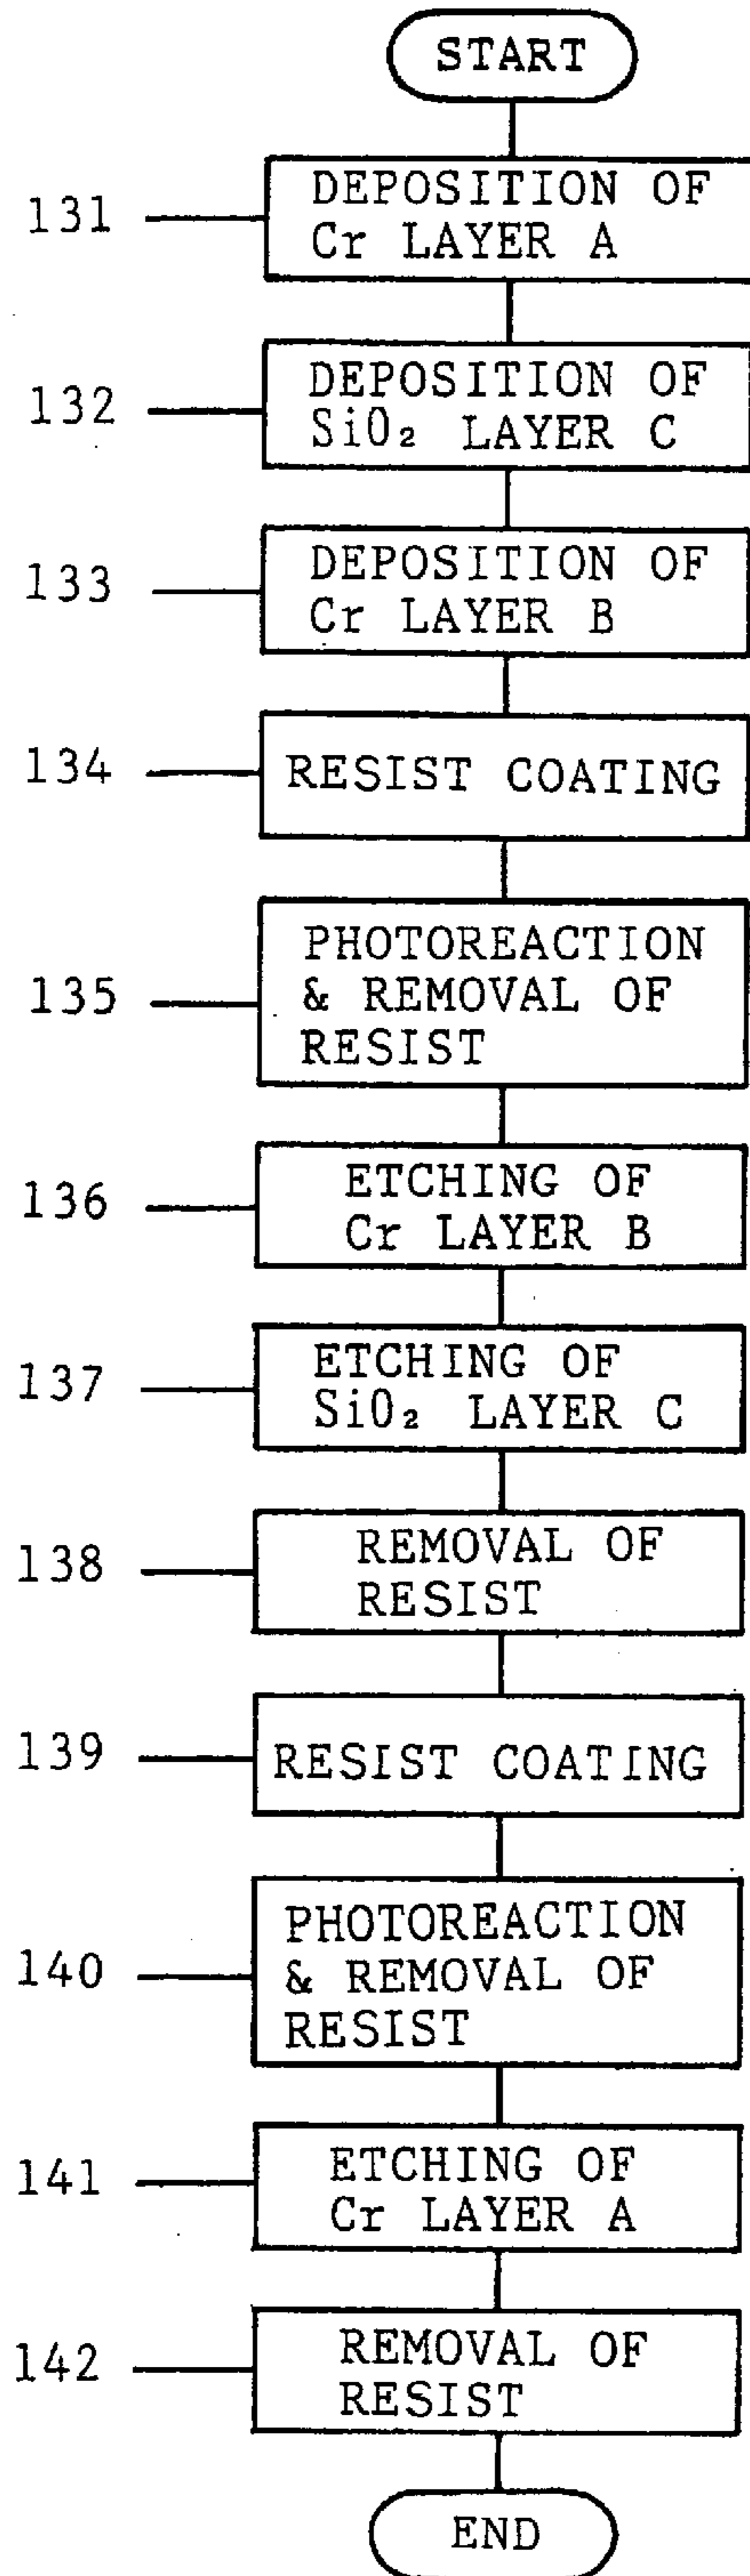 START
131
DEPOSITION OF
Cr LAYER A
132
DEPOSITION OF
SiO₂ LAYER C
133
DEPOSITION OF
Cr LAYER B
134
RESIST COATING
135
PHOTOREACTION
& REMOVAL OF
RESIST
136
ETCHING OF
Cr LAYER B
137
ETCHING OF
SiO₂ LAYER C
138
REMOVAL OF
RESIST
139
RESIST COATING
140
PHOTOREACTION
& REMOVAL OF
RESIST
141
ETCHING OF
Cr LAYER A
142
REMOVAL OF
RESIST
END